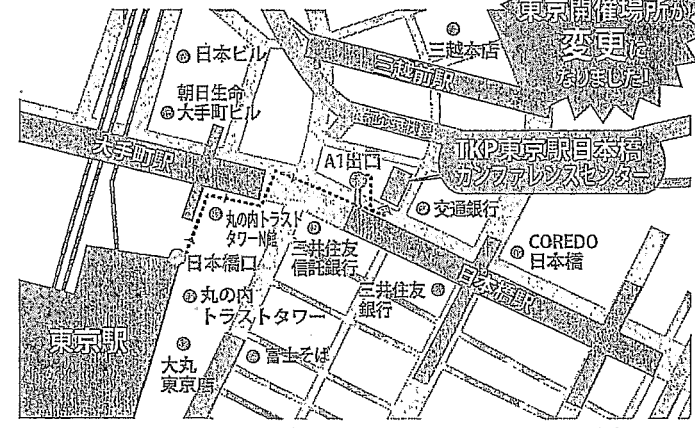 東京開催場所が
変更に
なりました!
日本ビル
三越本店
三越前駅
朝日生命
大手町ビル
大手町駅
A1出口
TKP東京駅日本橋
カンファレンスセンター
交通銀行
丸の内トラスト
タワーN館
三井住友
信託銀行
COREDO
日本橋
日本橋口
三井住友
銀行
日本橋駅
丸の内
トラストタワー
東京駅
大丸
東京店
富士そば